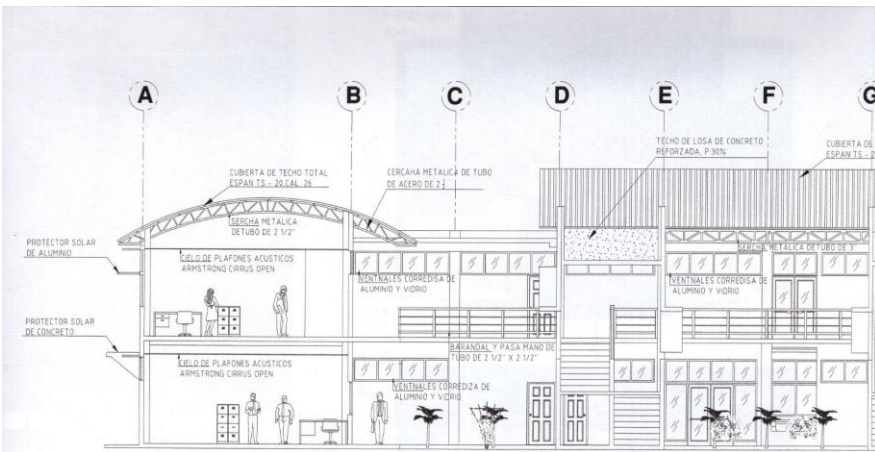 A
B
C
D
E
F
G
TECHO DE LOSA DE CONCRETO
REFORZADA, P-30%
CUBIERTA DE
ESPAN TS - 2
CUBIERTA DE TECHO TOTAL
ESPAN TS - 20,CAL. 26
CERCAHA METALICA DE TUBO
DE ACERO DE 2 ½
SERCHA METALICA
DETUBO DE 2 1/2"
PROTECTOR SOLAR
DE ALUMINIO
CIELO DE PLAFONES ACUSTICOS
ARMSTRONG CIRRUS OPEN
SERCHA METALICA DETUBO DE 3"
VENTNALES CORREDISA DE
ALUMINIO Y VIDRIO
VENTNALES CORREDISA DE
ALUMINIO Y VIDRIO
PROTECTOR SOLAR
DE CONCRETO
BARANDAL Y PASA MANO DE
TUBO DE 2 1/2" X 2 1/2"
CIELO DE PLAFONES ACUSTICOS
ARMSTRONG CIRRUS OPEN
VENTNALES CORREDIZA DE
ALUMINIO Y VIDRIO